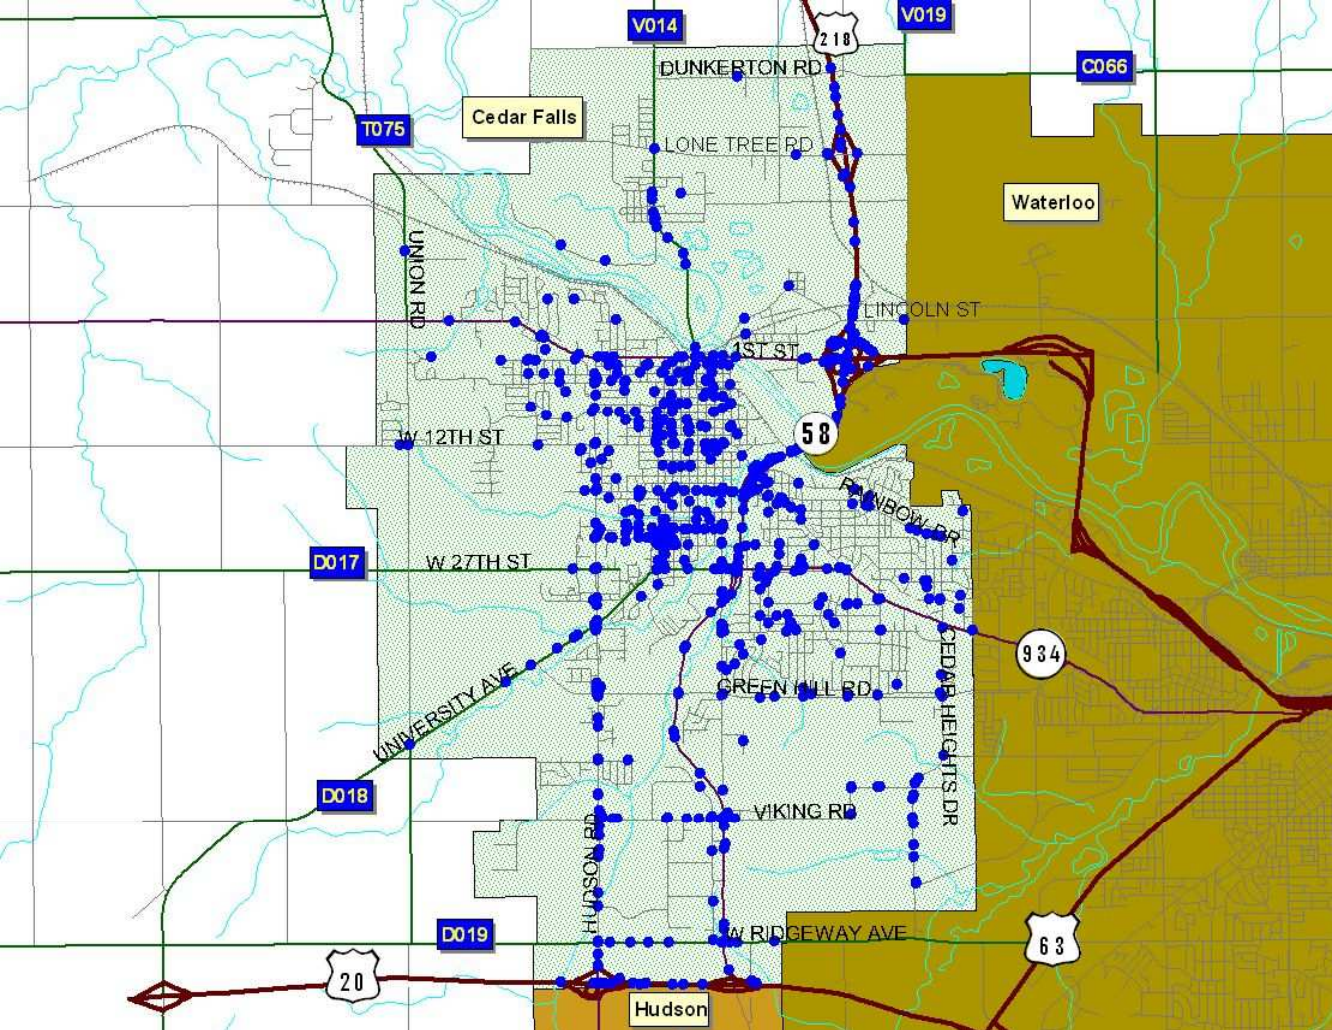 V014
V019
218
DUNKERTON RD
C066
Cedar Falls
T075
LONE TREE RD
Waterloo
UNION RD
LINCOLN ST
1ST ST
W 12TH ST
58
RAINBOW DR
D017
W 27TH ST
934
CEDAR HEIGHTS DR
GREEN HILL RD
UNIVERSITY AVE
D018
VIKING RD
HUDSON RD
D019
W RIDGEWAY AVE
63
20
Hudson